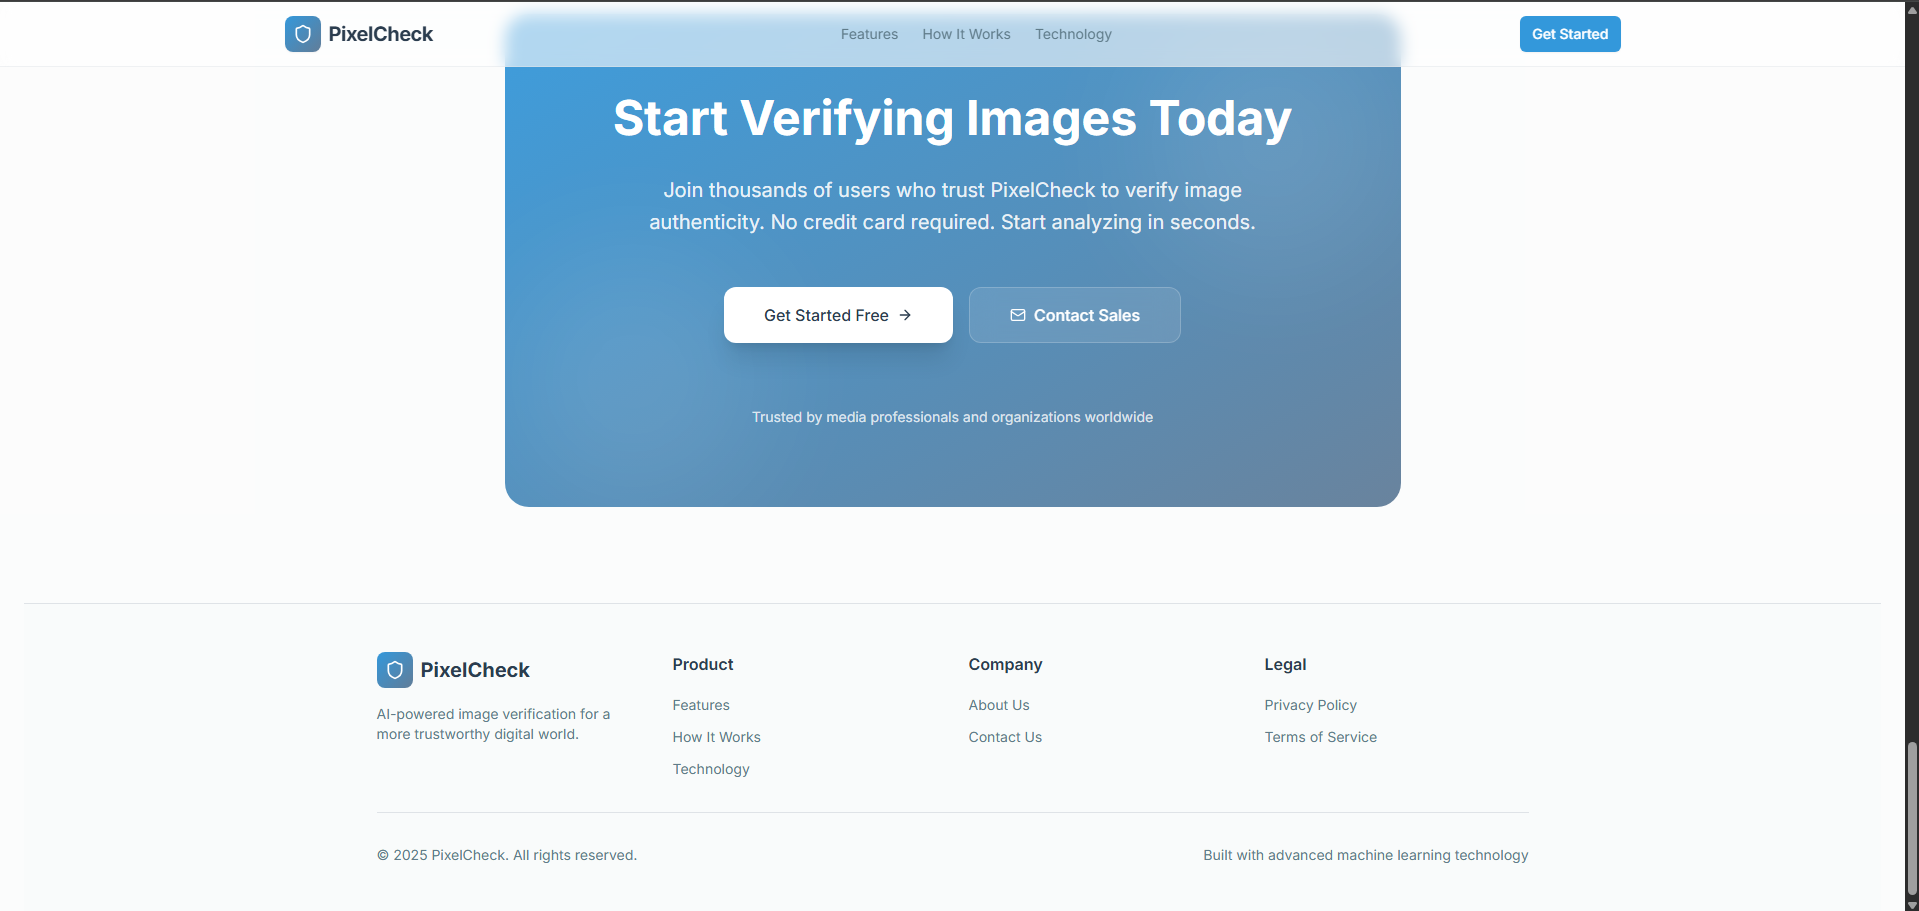 PixelCheck
Features
How It Works
Technology
Get Started
Start Verifying Images Today
Join thousands of users who trust PixelCheck to verify image
authenticity. No credit card required. Start analyzing in seconds.
Get Started Free
Contact Sales
Trusted by media professionals and organizations worldwide
PixelCheck
AI-powered image verification for a
more trustworthy digital world.
Product
Features
How It Works
Technology
Company
About Us
Contact Us
Legal
Privacy Policy
Terms of Service
© 2025 PixelCheck. All rights reserved.
Built with advanced machine learning technology